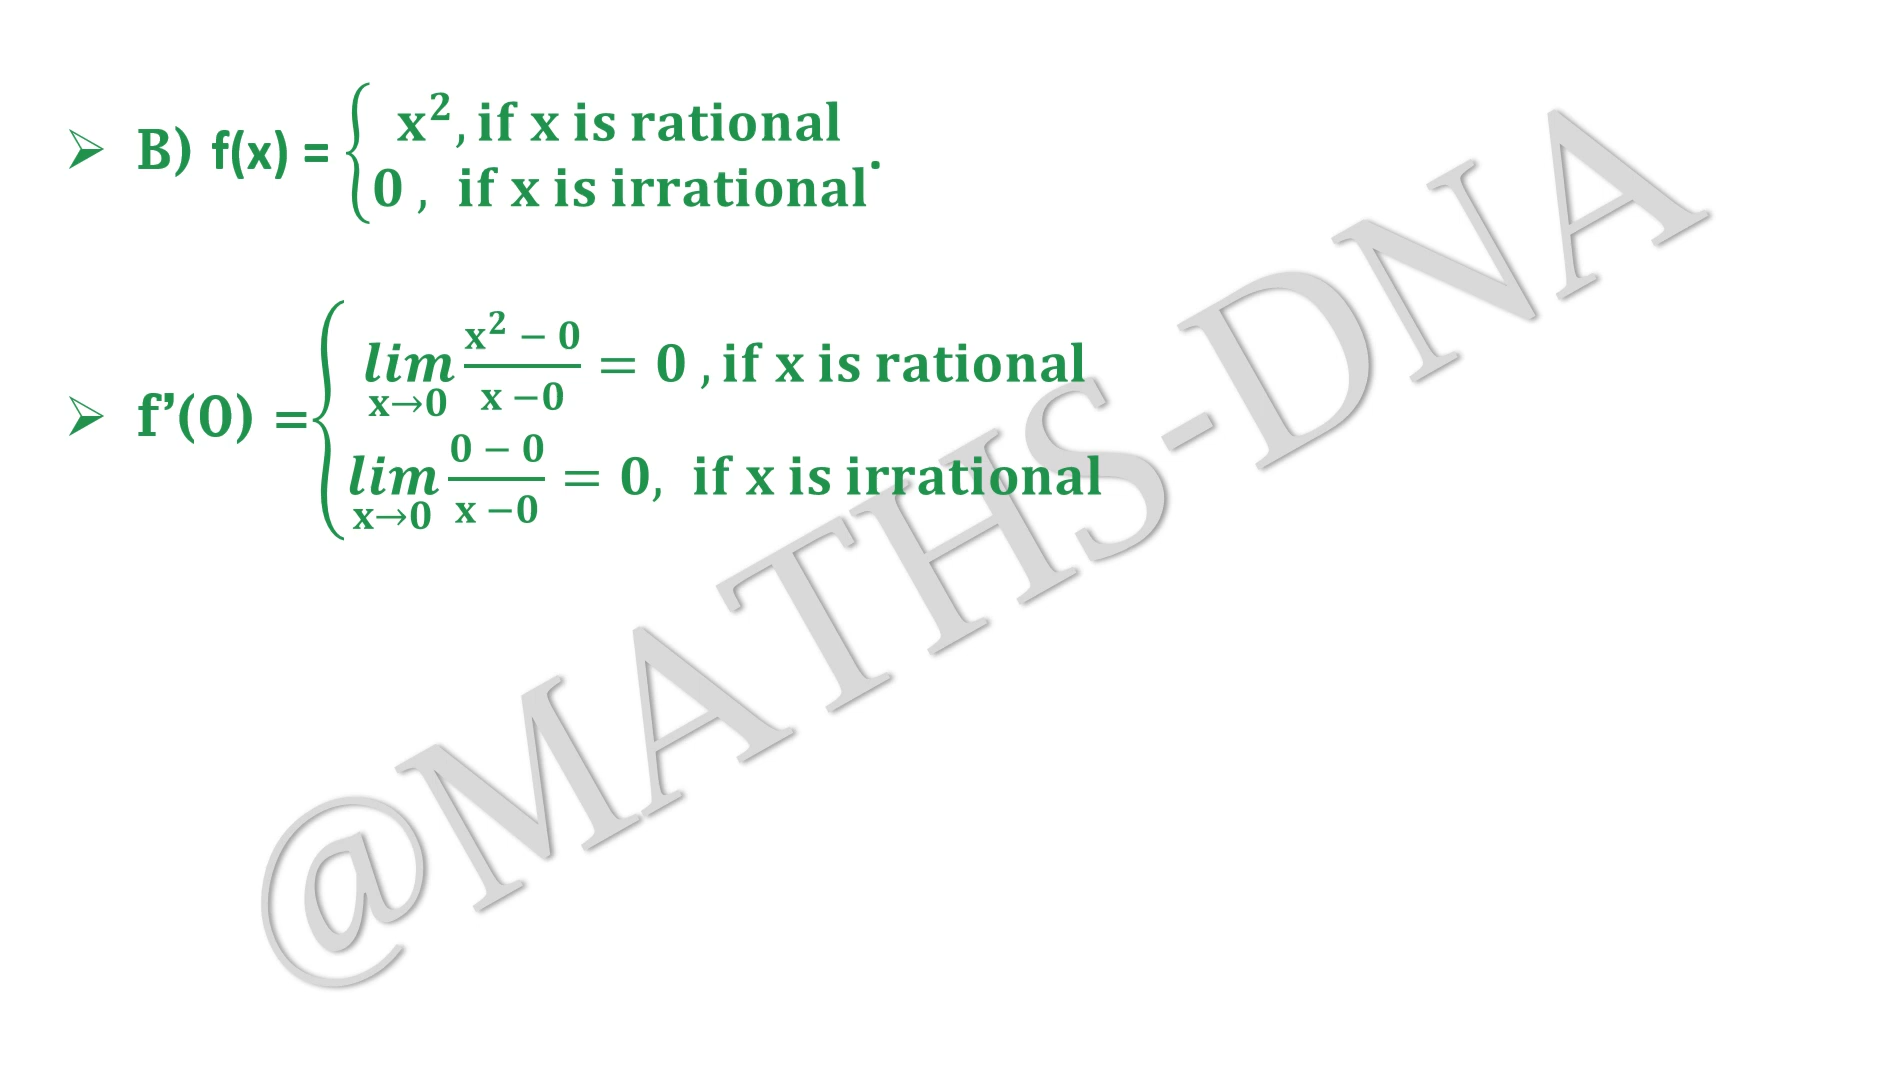 ➢ B) f(x) = { x², if x is rational
0 , if x is irrational .
➢ f’(0) = { lim x→0 (x² − 0)/(x −0) = 0 , if x is rational
lim x→0 (0 − 0)/(x −0) = 0, if x is irrational
@MATHS-DNA